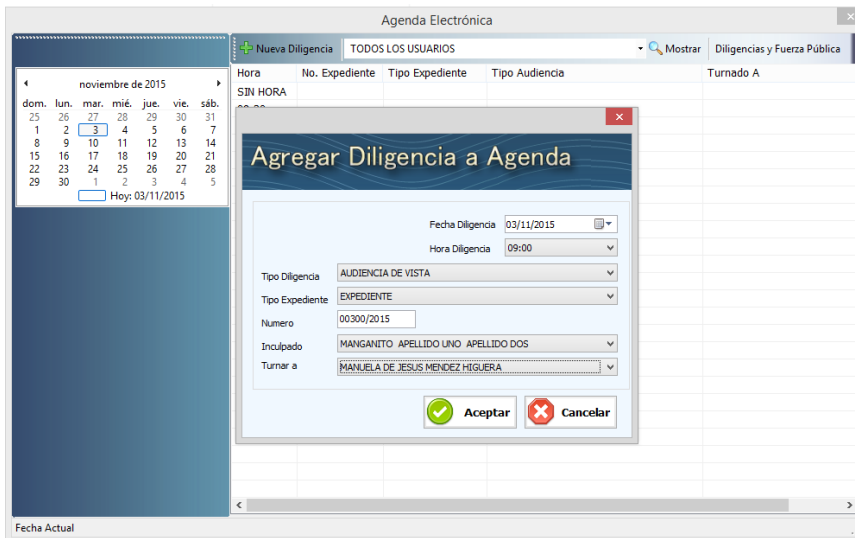 Agenda Electrónica
Nueva Diligencia TODOS LOS USUARIOS Mostrar Diligencias y Fuerza Pública
Hora No. Expediente Tipo Expediente Tipo Audiencia Turnado A
SIN HORA
noviembre de 2015
dom. lun. mar. mié. jue. vie. sáb.
25 26 27 28 29 30 31
1 2 3 4 5 6 7
8 9 10 11 12 13 14
15 16 17 18 19 20 21
22 23 24 25 26 27 28
29 30 1 2 3 4 5
Hoy: 03/11/2015
Agregar Diligencia a Agenda
Fecha Diligencia 03/11/2015
Hora Diligencia 09:00
Tipo Diligencia AUDIENCIA DE VISTA
Tipo Expediente EXPEDIENTE
Numero 00300/2015
Inculpado MANGANITO APELLIDO UNO APELLIDO DOS
Turnar a MANUELA DE JESUS MENDEZ HIGUERA
Aceptar Cancelar
Fecha Actual